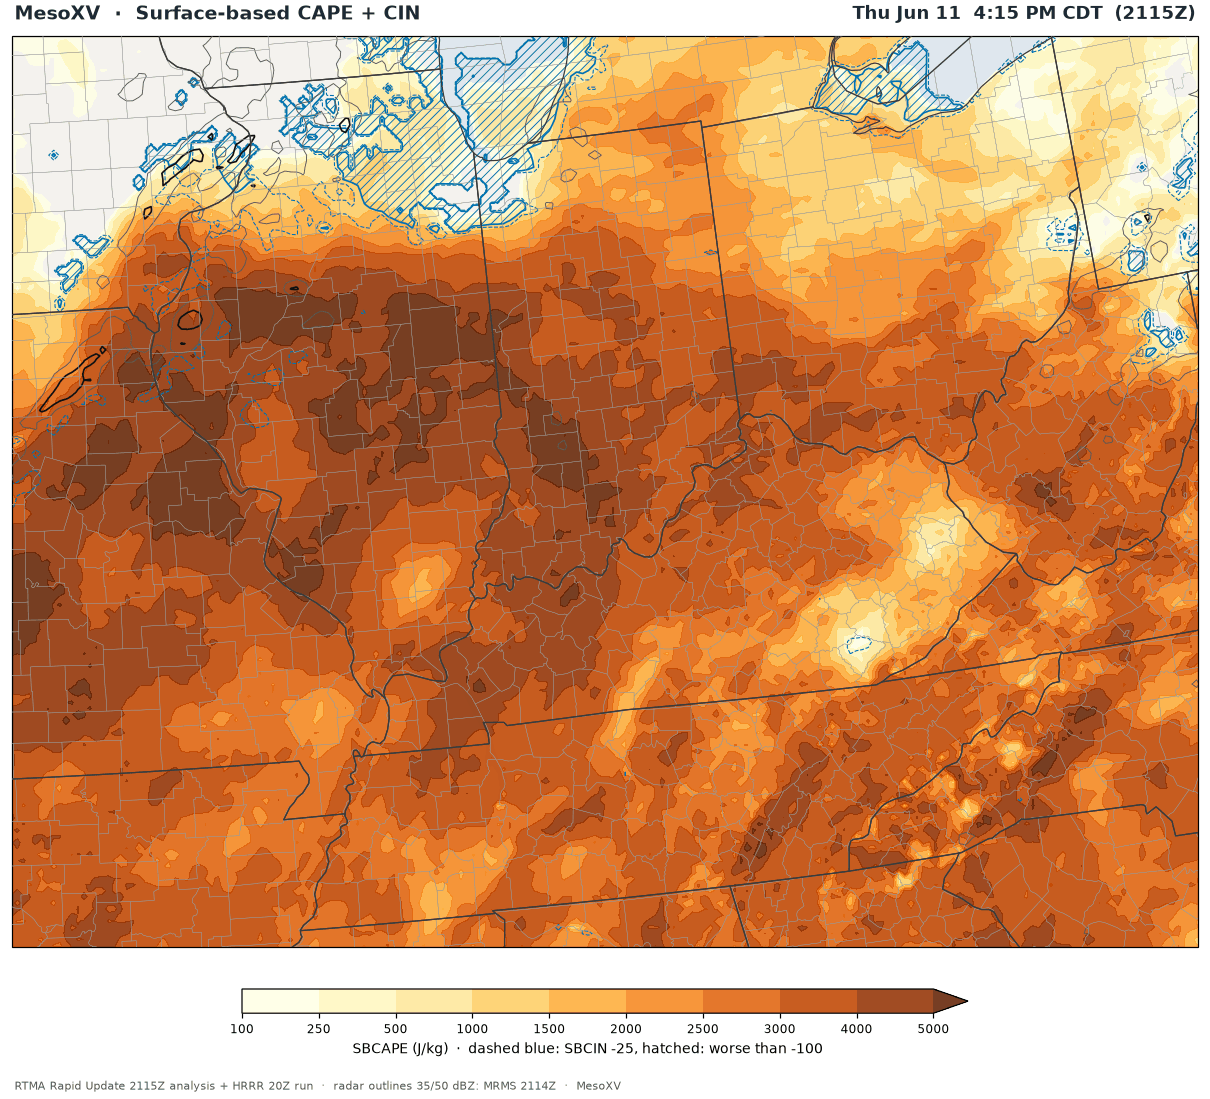 MesoXV · Surface-based CAPE + CIN
Thu Jun 11 4:15 PM CDT (2115Z)
100 250 500 1000 1500 2000 2500 3000 4000 5000
SBCAPE (J/kg) · dashed blue: SBCIN -25, hatched: worse than -100
RTMA Rapid Update 2115Z analysis + HRRR 20Z run · radar outlines 35/50 dBZ: MRMS 2114Z · MesoXV